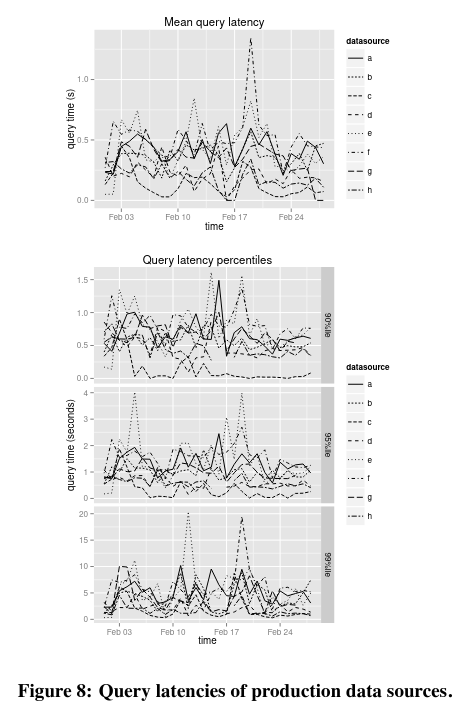 Mean query latency
query time (s)
1.0
0.5
0.0
Feb 03 Feb 10 Feb 17 Feb 24
time
datasource
a
b
c
d
e
f
g
h
Query latency percentiles
query time (seconds)
1.5
1.0
0.5
0.0
90%ile
4
3
2
1
0
95%ile
20
15
10
5
0
99%ile
Feb 03 Feb 10 Feb 17 Feb 24
time
datasource
a
b
c
d
e
f
g
h
Figure 8: Query latencies of production data sources.